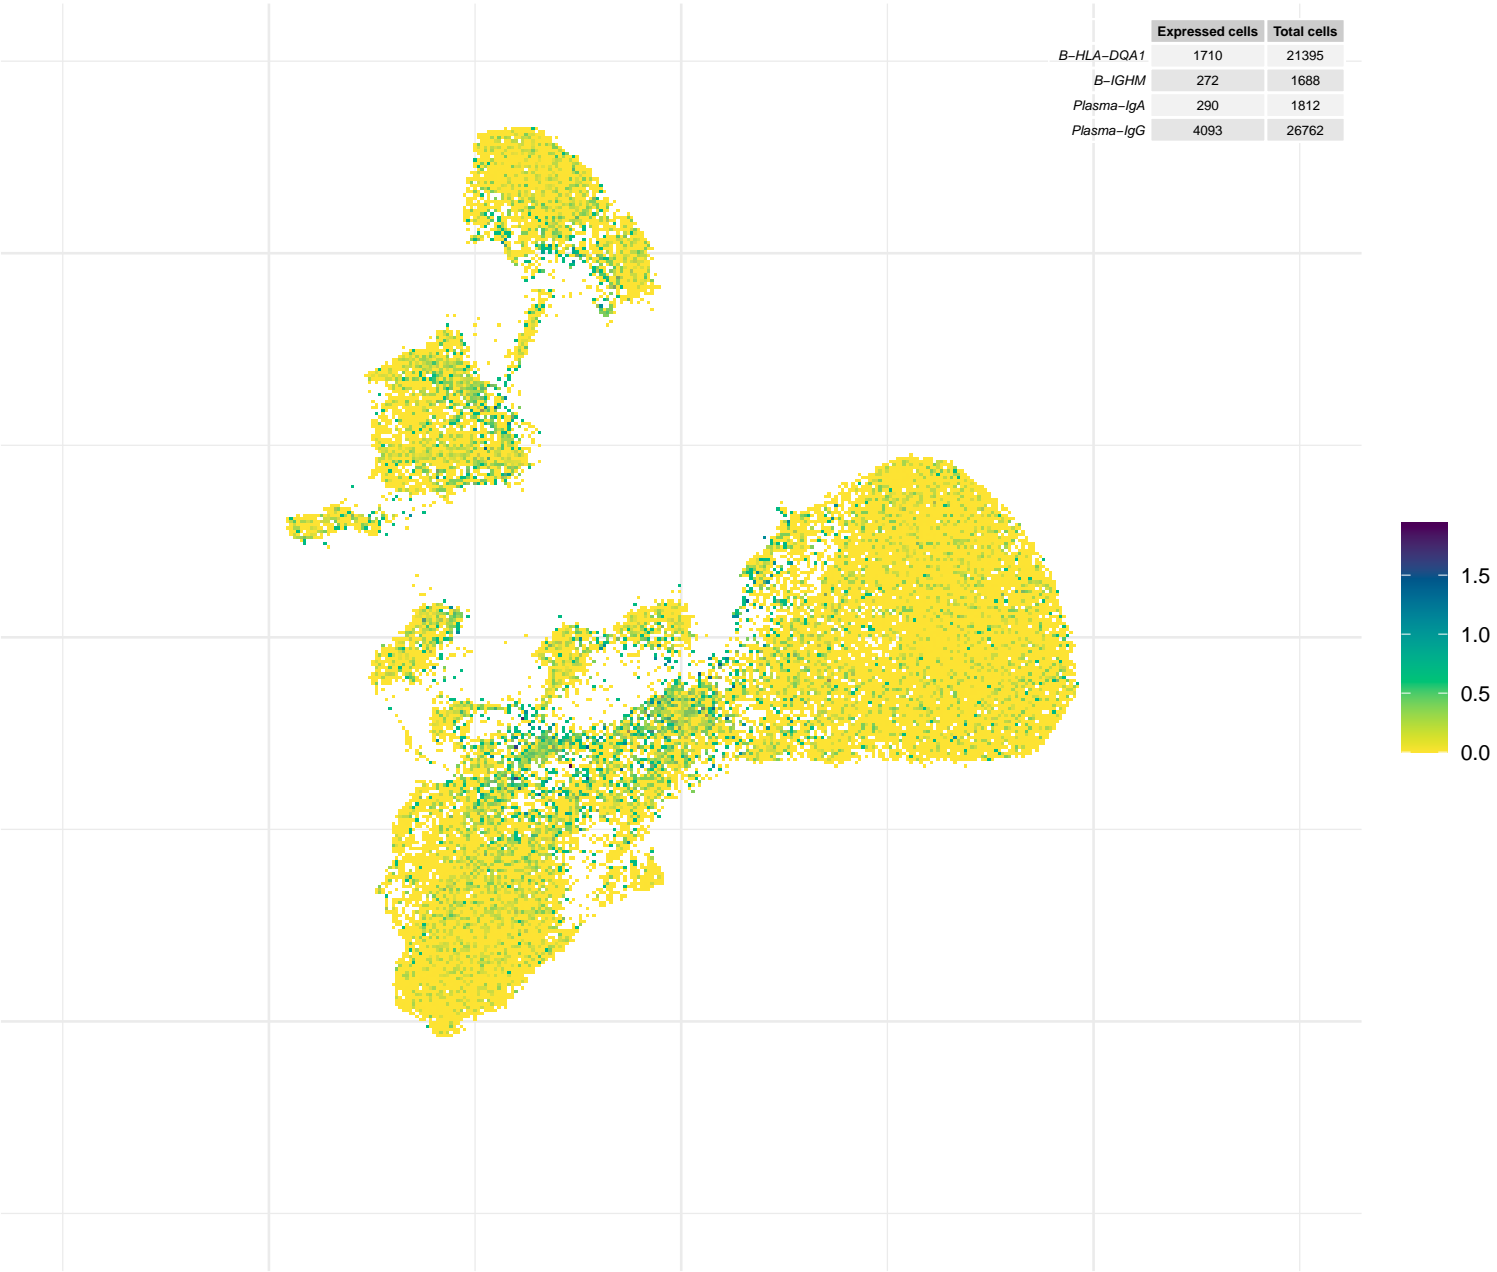 Expressed cells Total cells
B−HLA−DQA1 1710 21395
B−IGHM 272 1688
Plasma−IgA 290 1812
Plasma−IgG 4093 26762
1.5
1.0
0.5
0.0